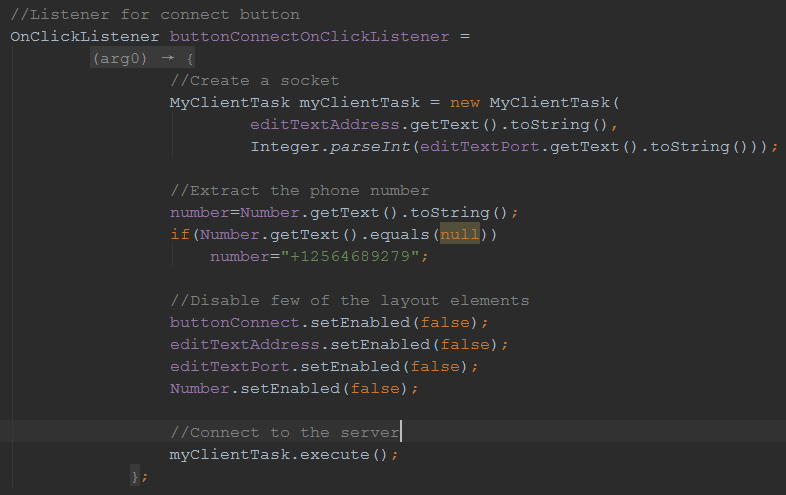 //Listener for connect button
OnClickListener buttonConnectOnClickListener =
(arg0) → {
//Create a socket
MyClientTask myClientTask = new MyClientTask(
editTextAddress.getText().toString(),
Integer.parseInt(editTextPort.getText().toString()));
//Extract the phone number
number=Number.getText().toString();
if(Number.getText().equals(null))
number="+12564689279";
//Disable few of the layout elements
buttonConnect.setEnabled(false);
editTextAddress.setEnabled(false);
editTextPort.setEnabled(false);
Number.setEnabled(false);
//Connect to the server
myClientTask.execute();
};